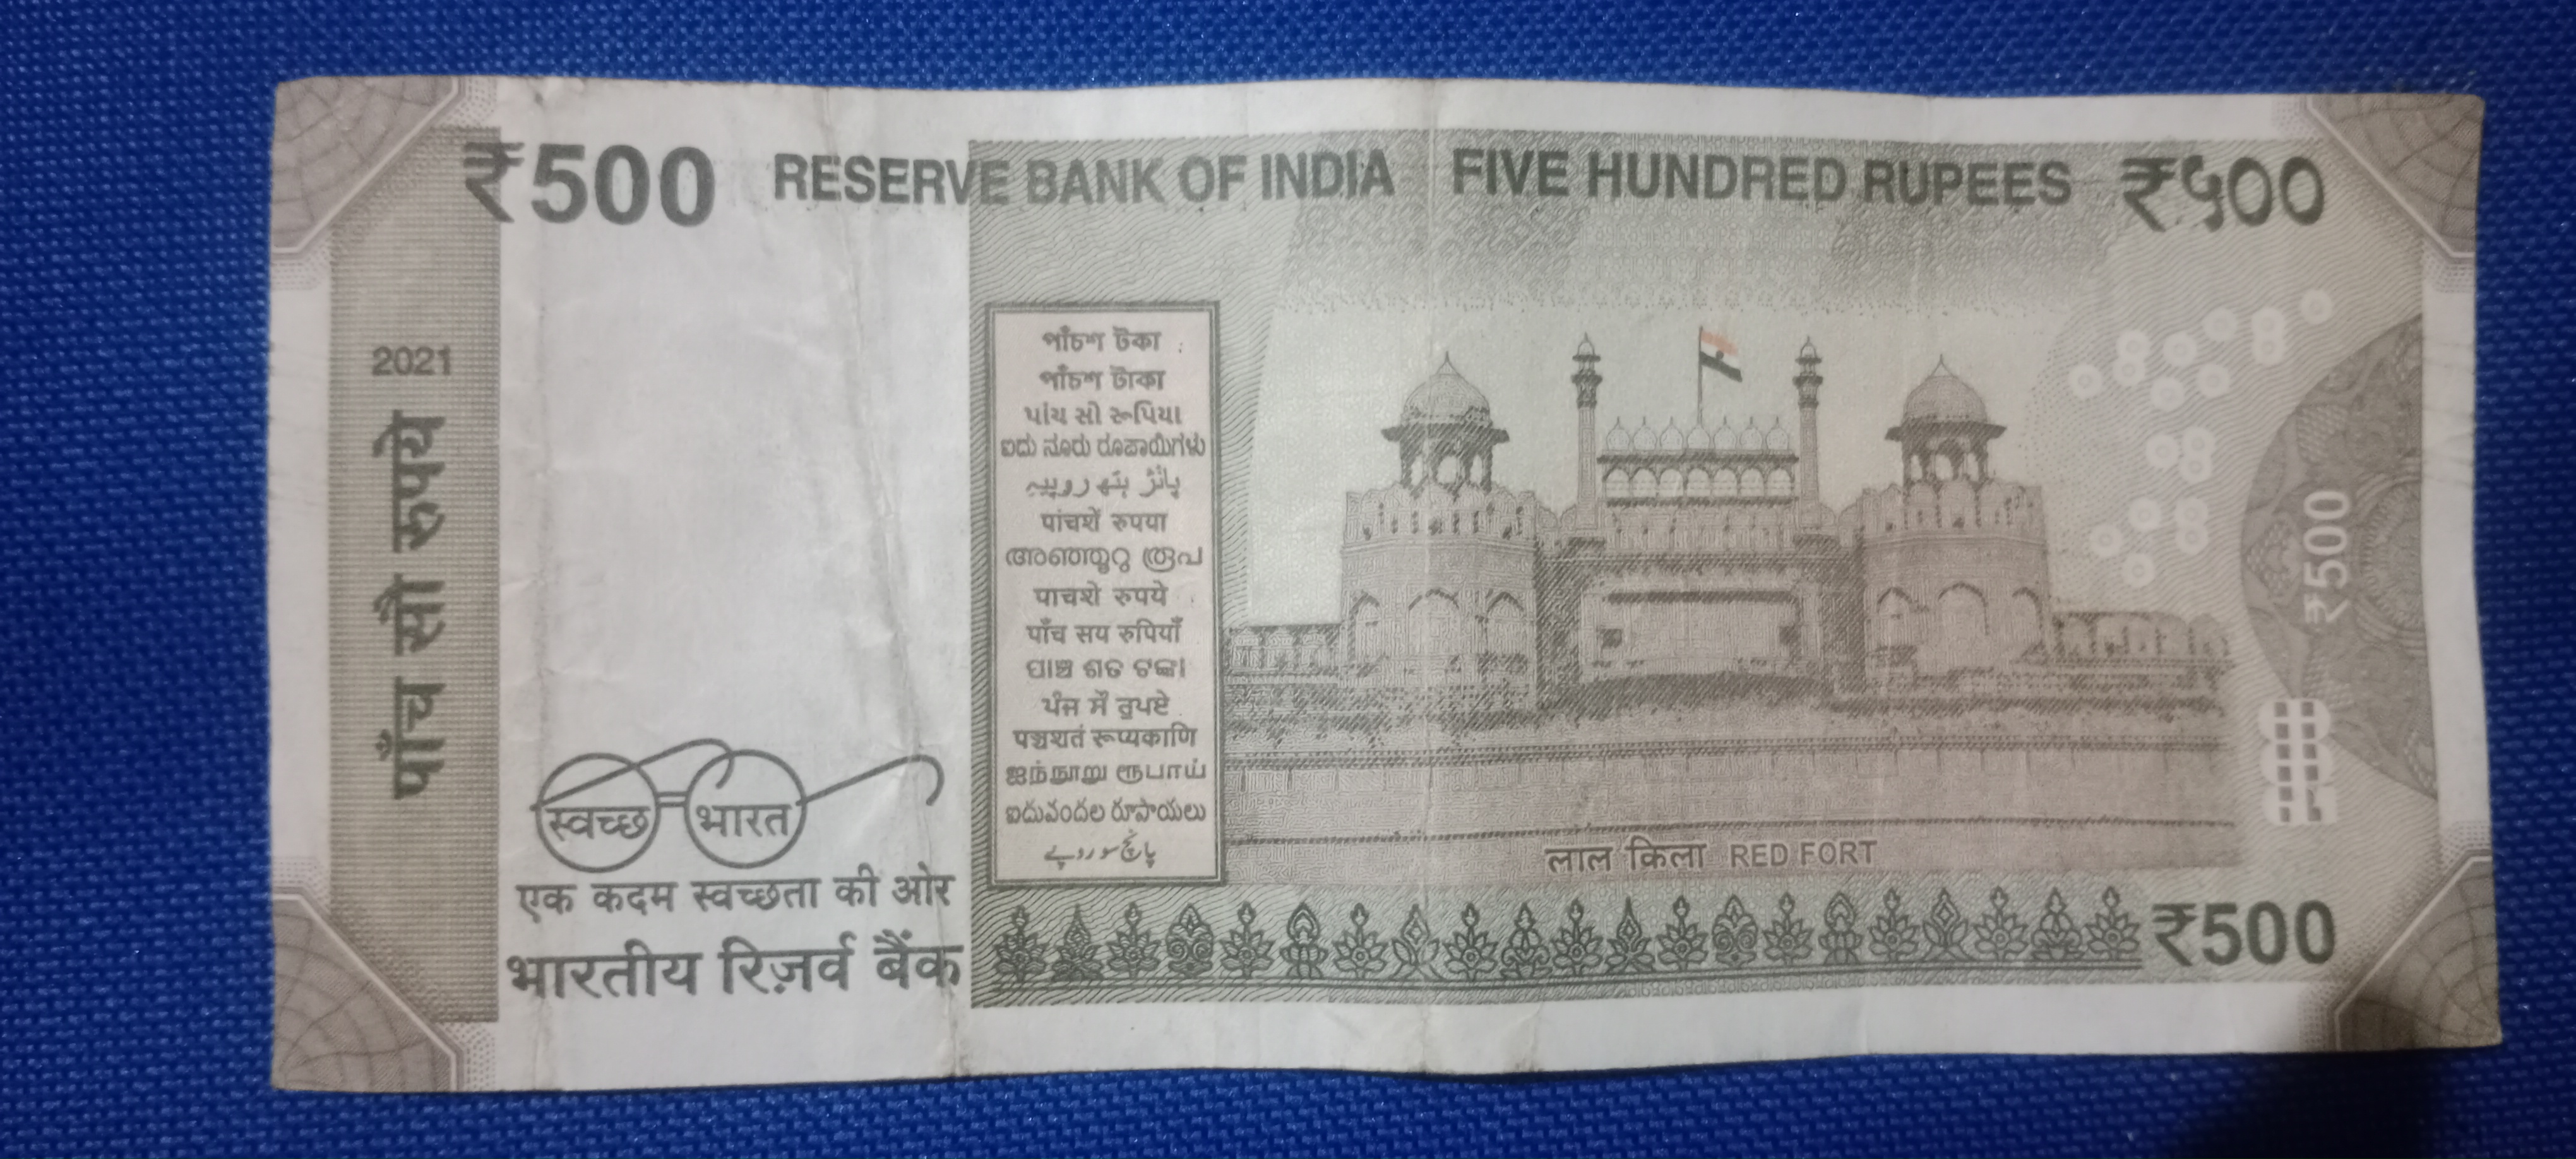 ₹500 RESERVE BANK OF INDIA FIVE HUNDRED RUPEES ₹५००
2021
पाँच सौ रुपये
পাঁচশ টকা
পাঁচশ টাকা
પાંચ સો રૂપિયા
ಐದು ನೂರು ರೂಪಾಯಿಗಳು
پانٛژ ہَتھ روپیہِ
पांचशें रुपया
അഞ്ഞൂറു രൂപ
पाचशे रुपये
पाँच सय रुपियाँ
ପାଞ୍ଚ ଶତ ଟଙ୍କା
ਪੰਜ ਸੌ ਰੁਪਏ
पञ्चशतं रूप्यकाणि
ஐந்நூறு ரூபாய்
ఐదువందల రూపాయలు
پانچ سو روپے
₹500
स्वच्छ भारत
एक कदम स्वच्छता की ओर
भारतीय रिज़र्व बैंक
लाल क़िला RED FORT
₹500